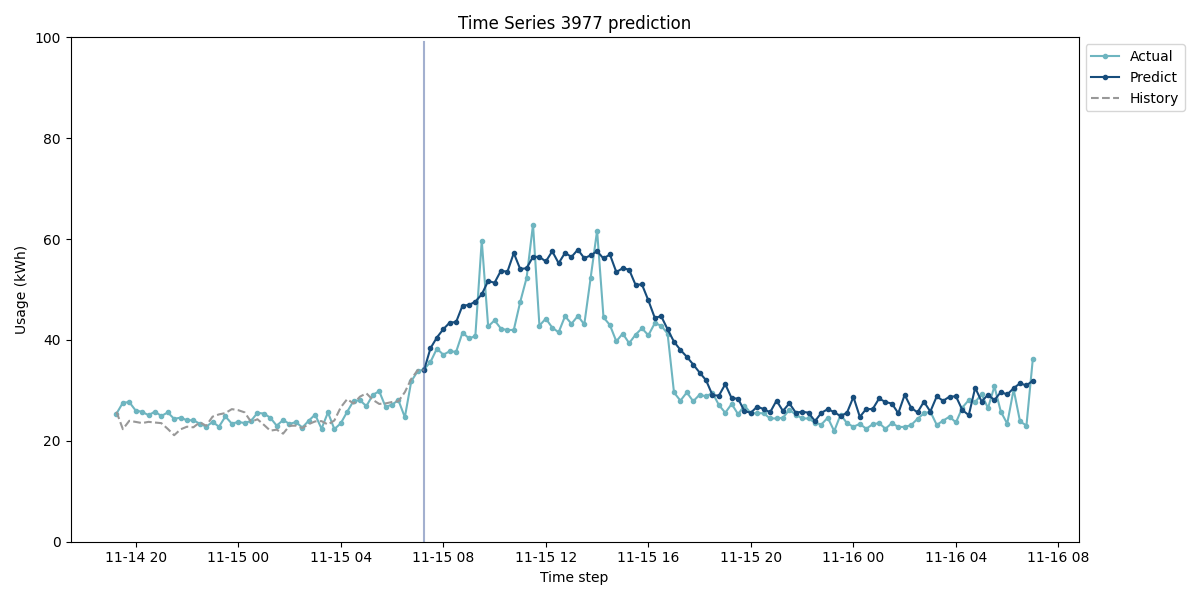 Time Series 3977 prediction
Usage (kWh)
100
80
60
40
20
0
11-14 20
11-15 00
11-15 04
11-15 08
11-15 12
11-15 16
11-15 20
11-16 00
11-16 04
11-16 08
Time step
Actual
Predict
History